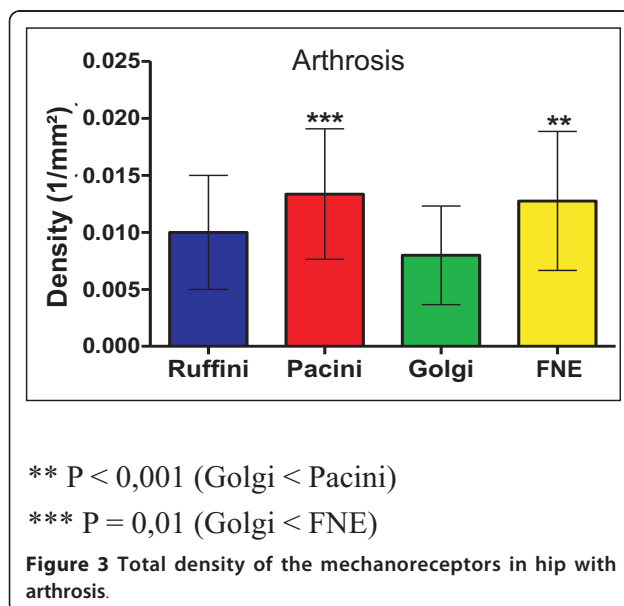 Arthrosis
Density (1/mm²)
0.025
0.020
0.015
0.010
0.005
0.000
***
**
Ruffini Pacini Golgi FNE
** P < 0,001 (Golgi < Pacini)
*** P = 0,01 (Golgi < FNE)
Figure 3 Total density of the mechanoreceptors in hip with
arthrosis.